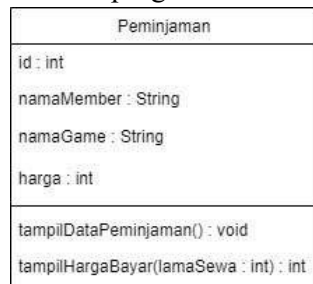 Peminjaman
id : int
namaMember : String
namaGame : String
harga : int
tampilDataPeminjaman() : void
tampilHargaBayar(lamaSewa : int) : int